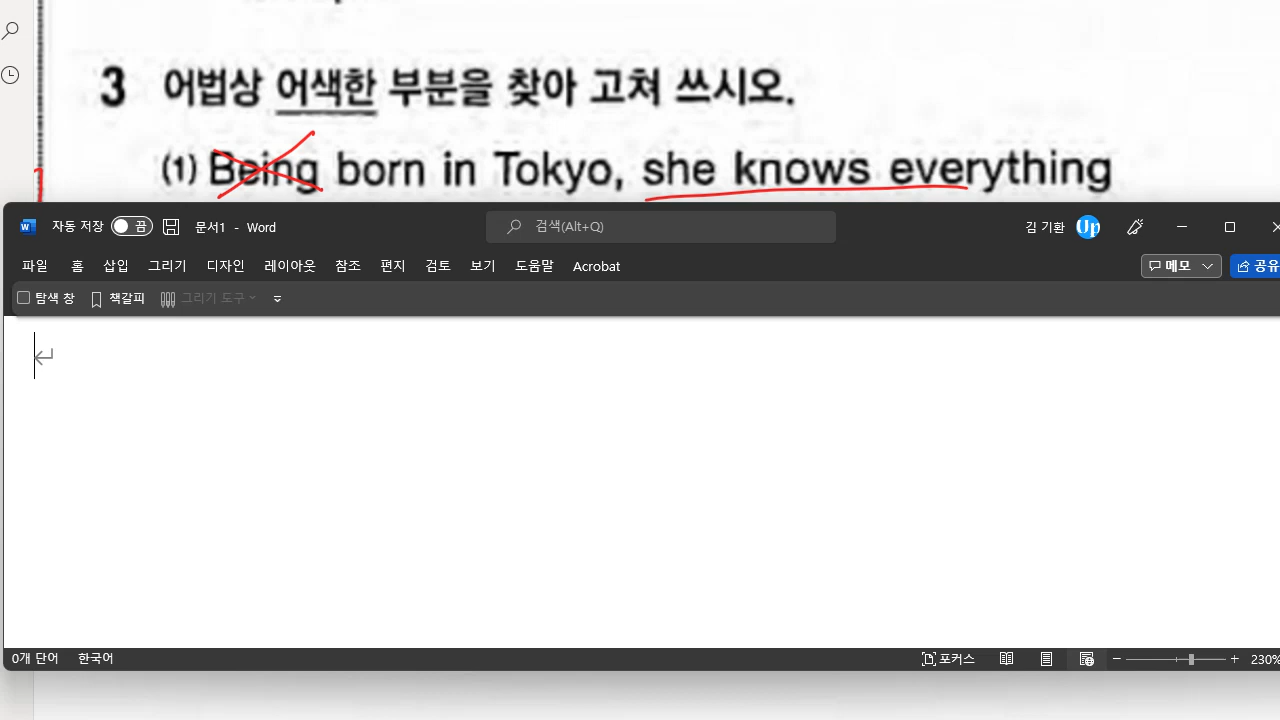 3 어법상 어색한 부분을 찾아 고쳐 쓰시오.
(1) Being born in Tokyo, she knows everything
자동 저장 끔 문서1 - Word 검색(Alt+Q) 김 기환 Up
파일 홈 삽입 그리기 디자인 레이아웃 참조 편지 검토 보기 도움말 Acrobat 메모 공유
탐색 창 책갈피 그리기 도구
0개 단어 한국어 포커스 230%